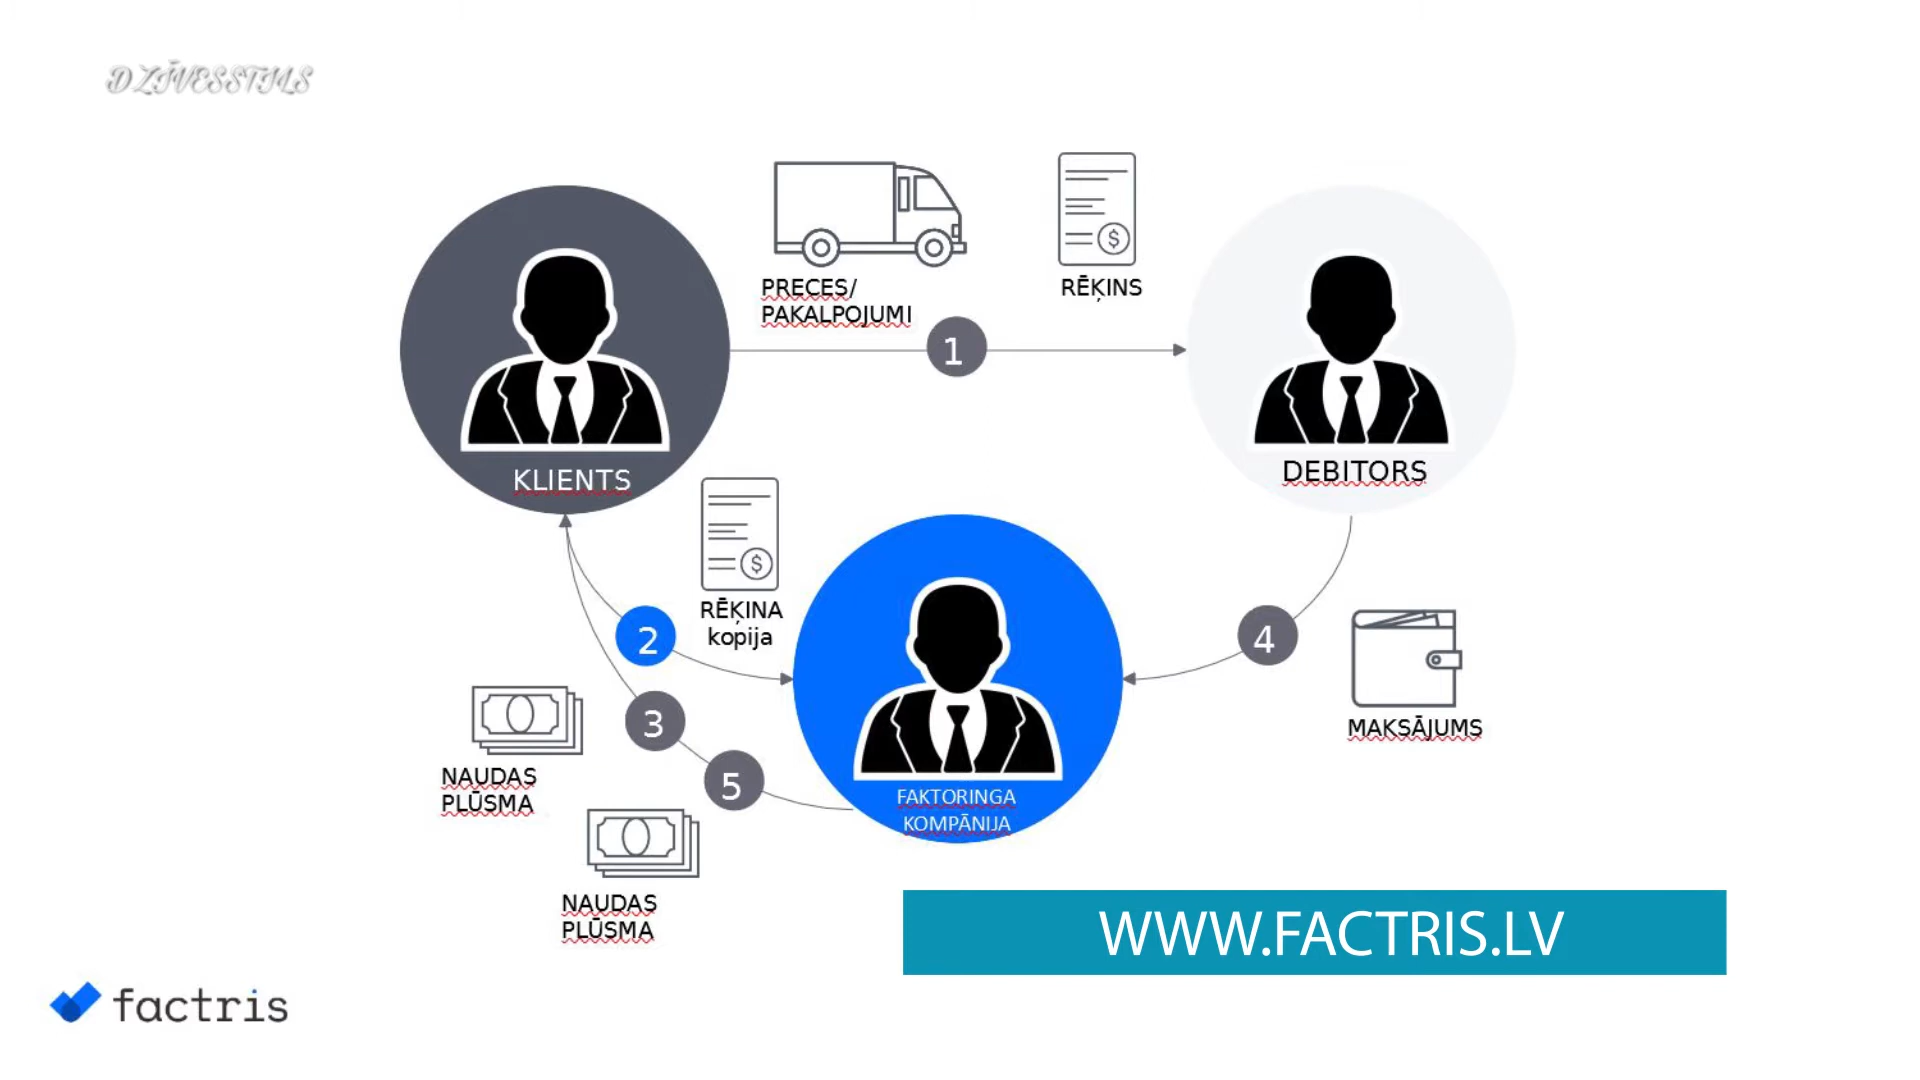 DZĪVESSTILS
PRECES/
PAKALPOJUMI
RĒĶINS
1
KLIENTS
DEBITORS
$
$
RĒĶINA
kopija
2
3
4
5
NAUDAS
PLŪSMA
MAKSĀJUMS
FAKTORINGA
KOMPĀNIJA
NAUDAS
PLŪSMA
WWW.FACTRIS.LV
factris